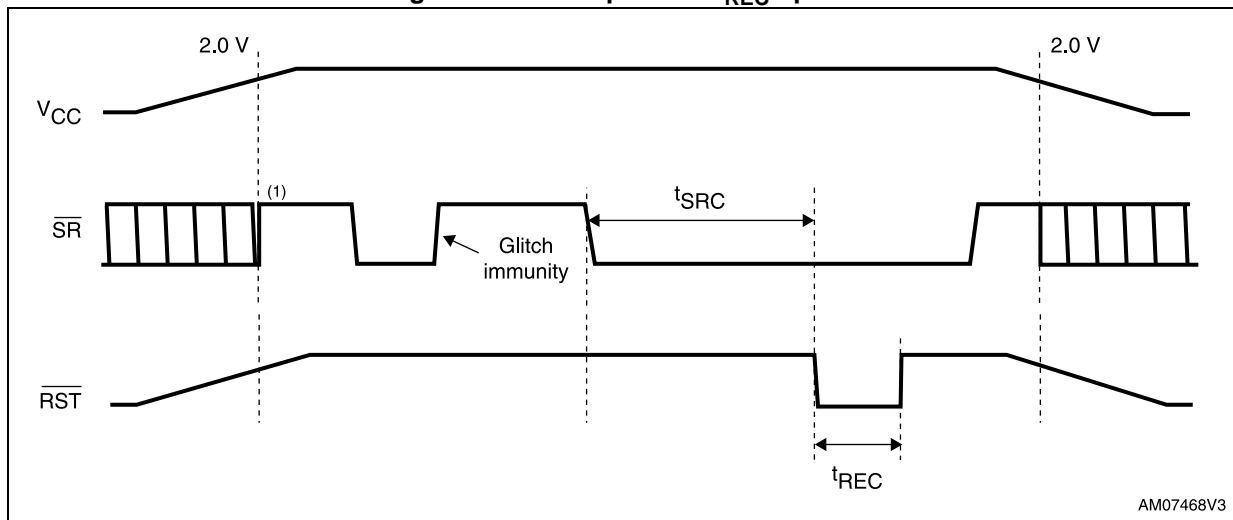 2.0 V
2.0 V
VCC
(1)
tSRC
SR
Glitch
immunity
RST
tREC
AM07468V3